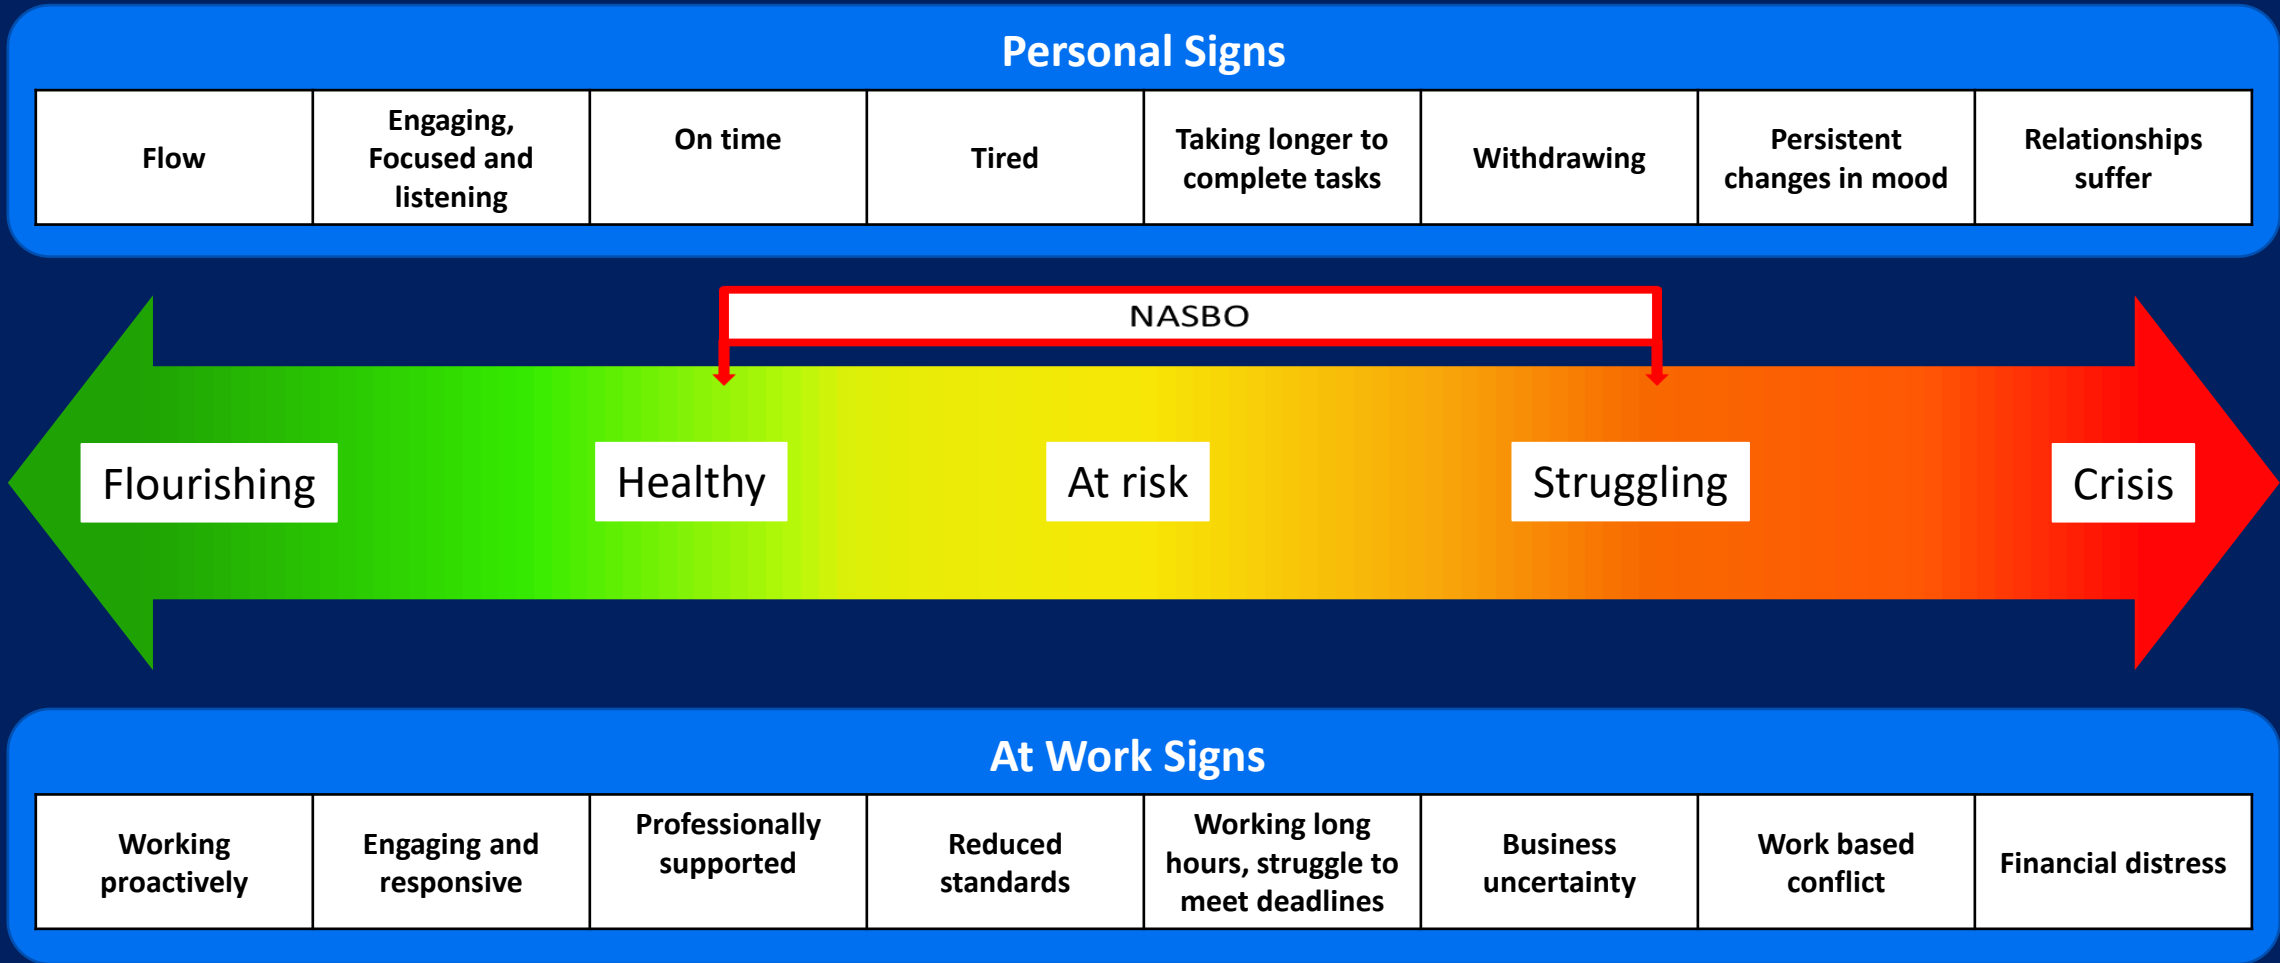 Personal Signs
Flow
Engaging,
Focused and
listening
On time
Tired
Taking longer to
complete tasks
Withdrawing
Persistent
changes in mood
Relationships
suffer
NASBO
Flourishing
Healthy
At risk
Struggling
Crisis
At Work Signs
Working
proactively
Engaging and
responsive
Professionally
supported
Reduced
standards
Working long
hours, struggle to
meet deadlines
Business
uncertainty
Work based
conflict
Financial distress